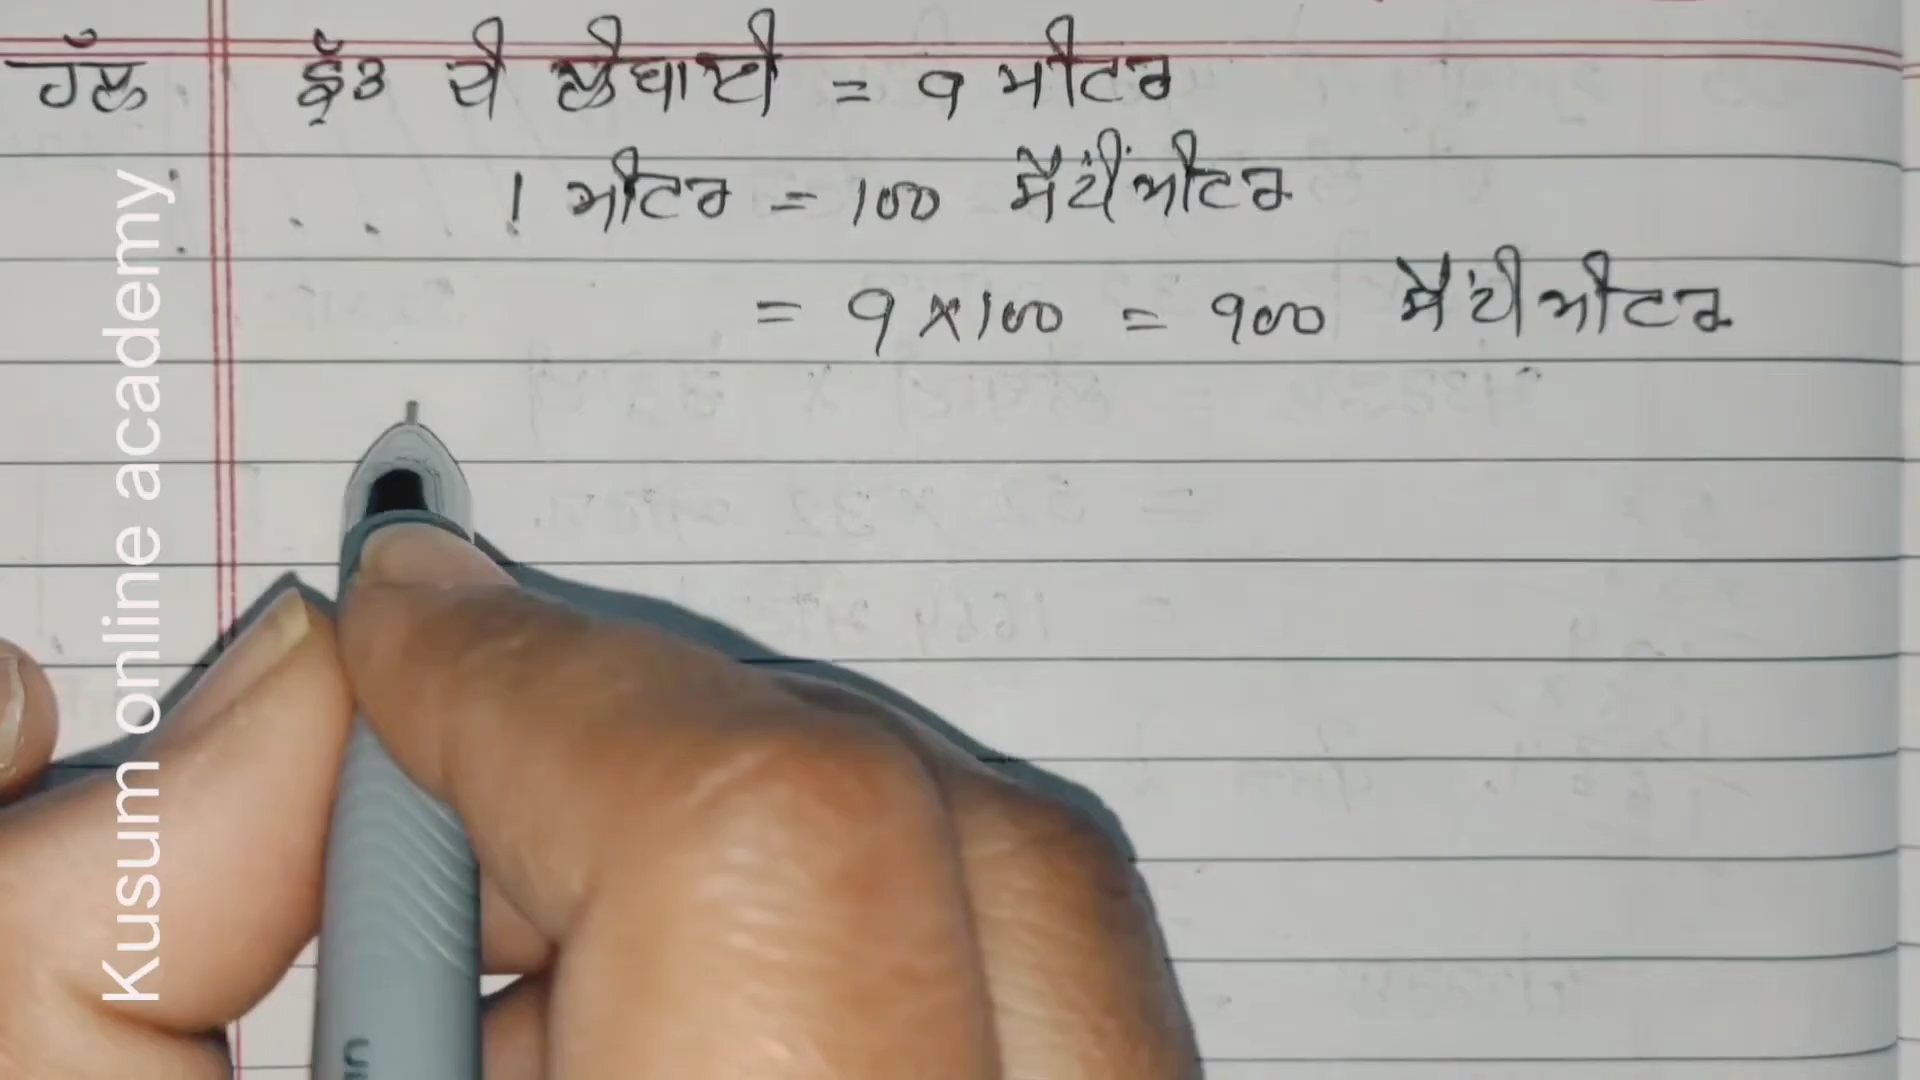 ਹੱਲ ਛੱਤ ਦੀ ਲੰਬਾਈ = 9 ਮੀਟਰ
1 ਮੀਟਰ = 100 ਸੈਂਟੀਮੀਟਰ
= 9 × 100 = 900 ਸੈਂਟੀਮੀਟਰ
Kusum online academy